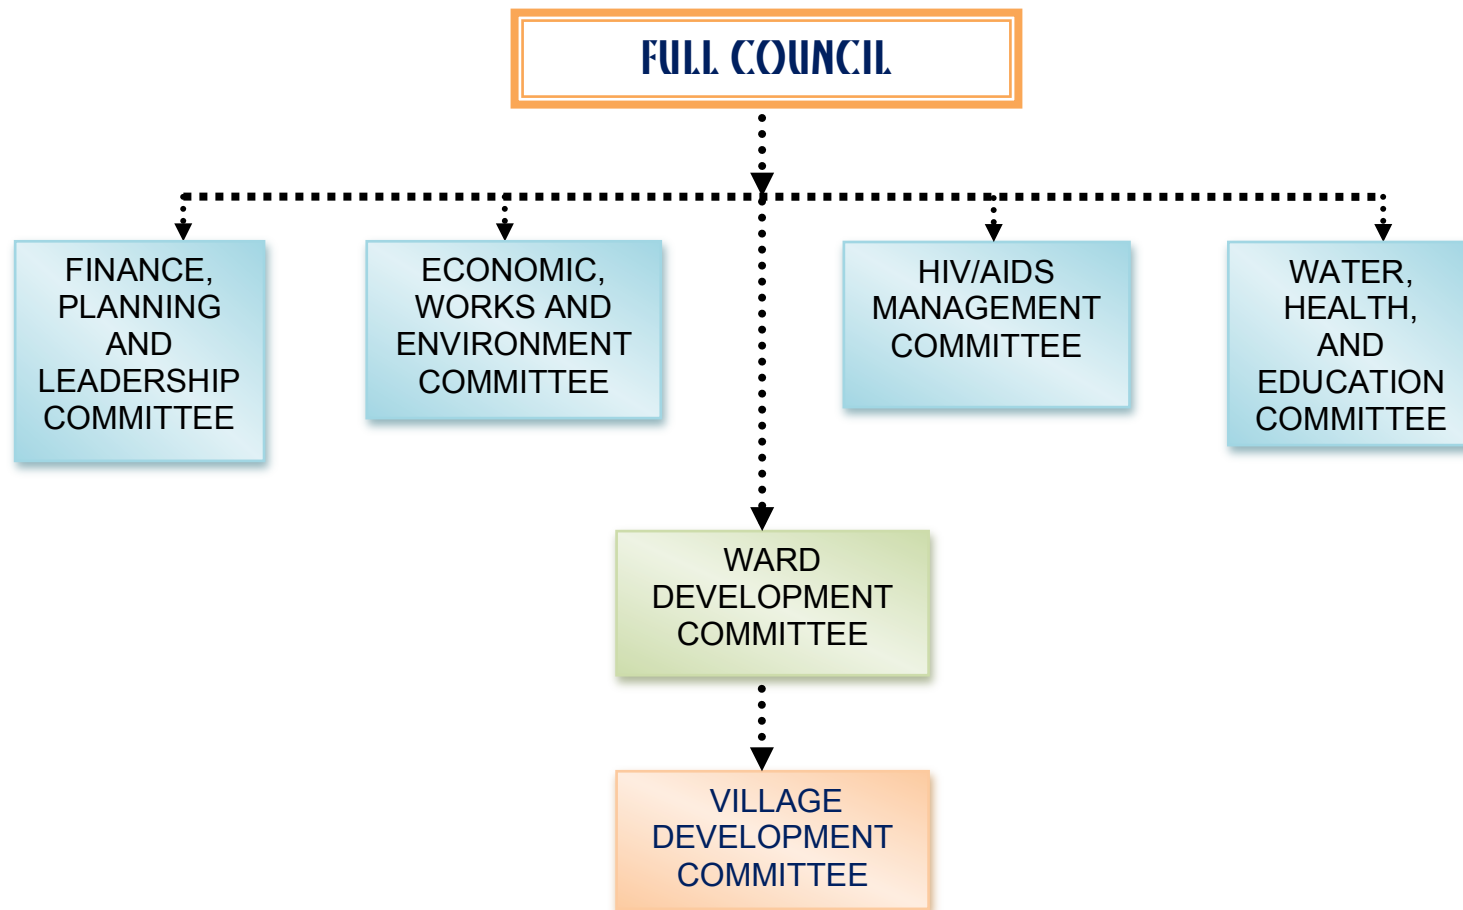 FULL COUNCIL
FINANCE,
PLANNING
AND
LEADERSHIP
COMMITTEE
ECONOMIC,
WORKS AND
ENVIRONMENT
COMMITTEE
HIV/AIDS
MANAGEMENT
COMMITTEE
WATER,
HEALTH,
AND
EDUCATION
COMMITTEE
WARD
DEVELOPMENT
COMMITTEE
VILLAGE
DEVELOPMENT
COMMITTEE